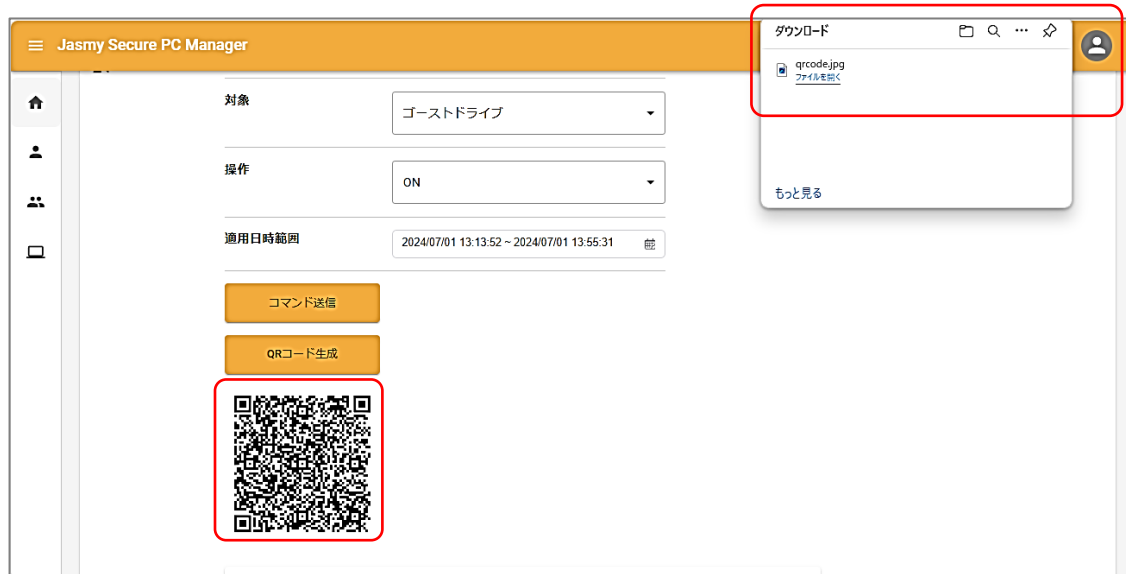 Jasmy Secure PC Manager
ダウンロード
qrcode.jpg
ファイルを開く
もっと見る
対象
ゴーストドライブ
操作
ON
適用日時範囲
2024/07/01 13:13:52 ~ 2024/07/01 13:55:31
コマンド送信
QRコード生成